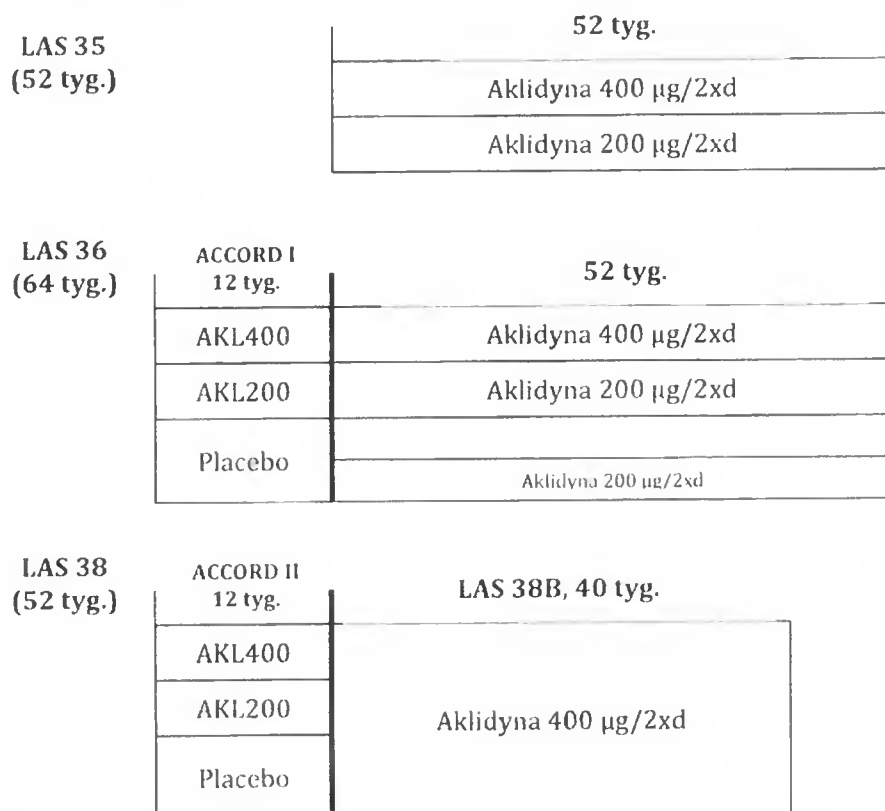 LAS 35
(52 tyg.)
52 tyg.
Aklidyna 400 µg/2xd
Aklidyna 200 µg/2xd
LAS 36
(64 tyg.)
ACCORD I
12 tyg.
52 tyg.
AKL400
Aklidyna 400 µg/2xd
AKL200
Aklidyna 200 µg/2xd
Placebo
Aklidyna 200 µg/2xd
LAS 38
(52 tyg.)
ACCORD II
12 tyg.
LAS 38B, 40 tyg.
AKL400
AKL200
Aklidyna 400 µg/2xd
Placebo